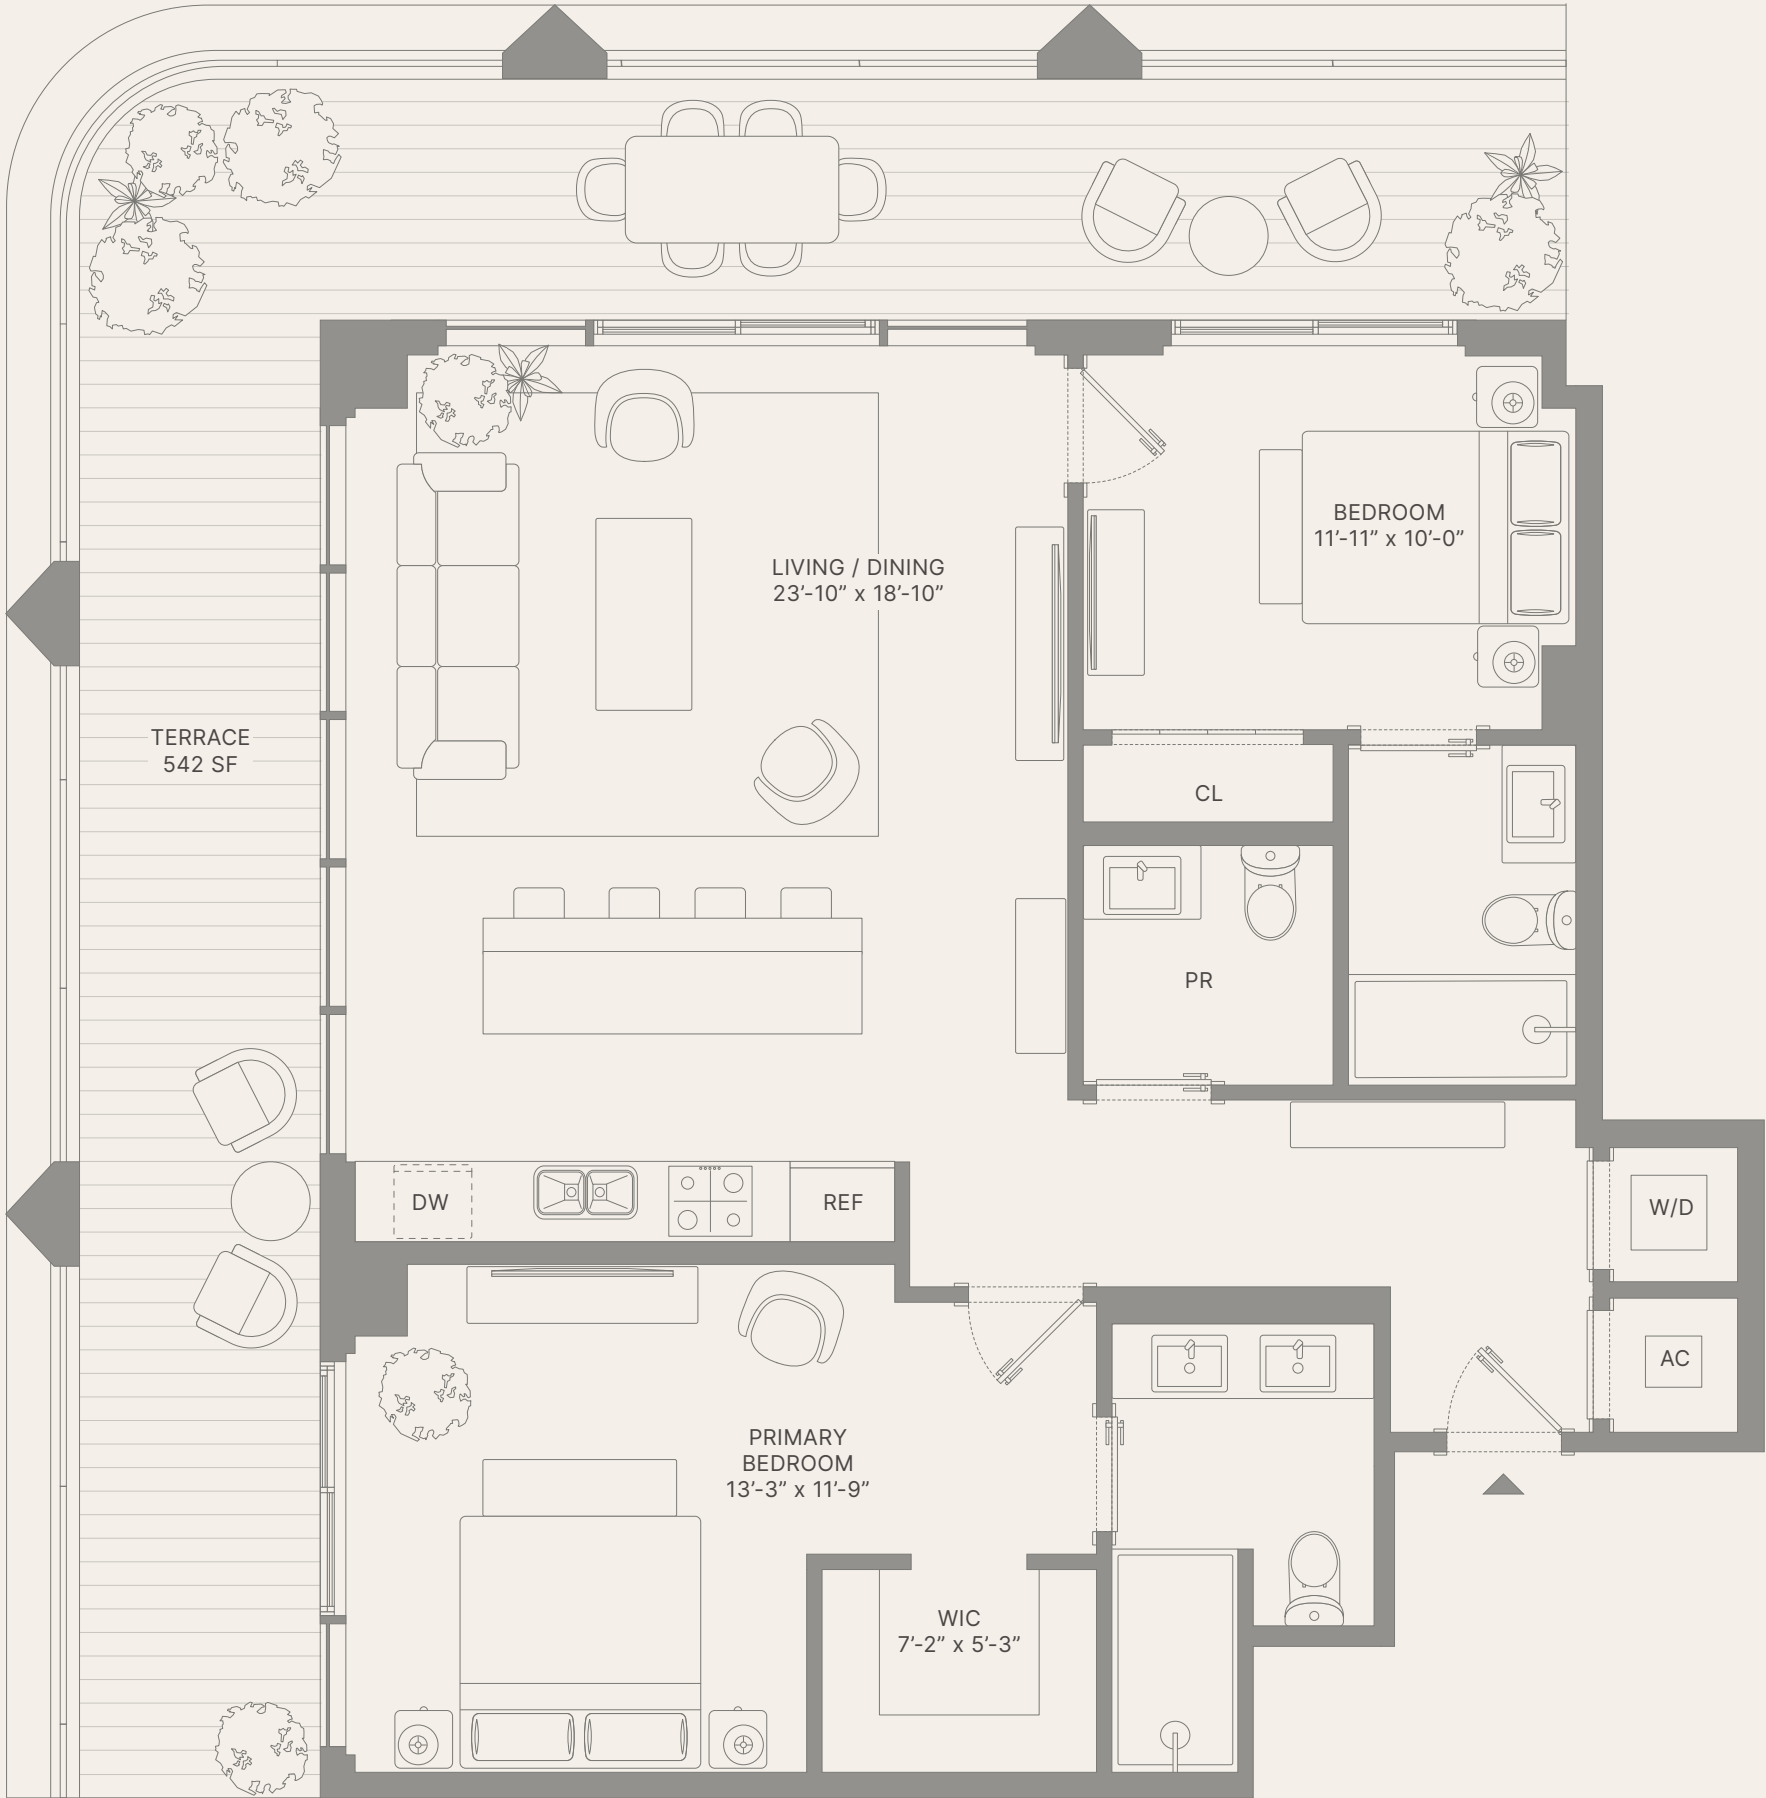 BEDROOM
11’-11” x 10’-0”
LIVING / DINING
23’-10” x 18’-10”
TERRACE
542 SF
CL
PR
DW
REF
W/D
AC
PRIMARY
BEDROOM
13’-3” x 11’-9”
WIC
7’-2” x 5’-3”